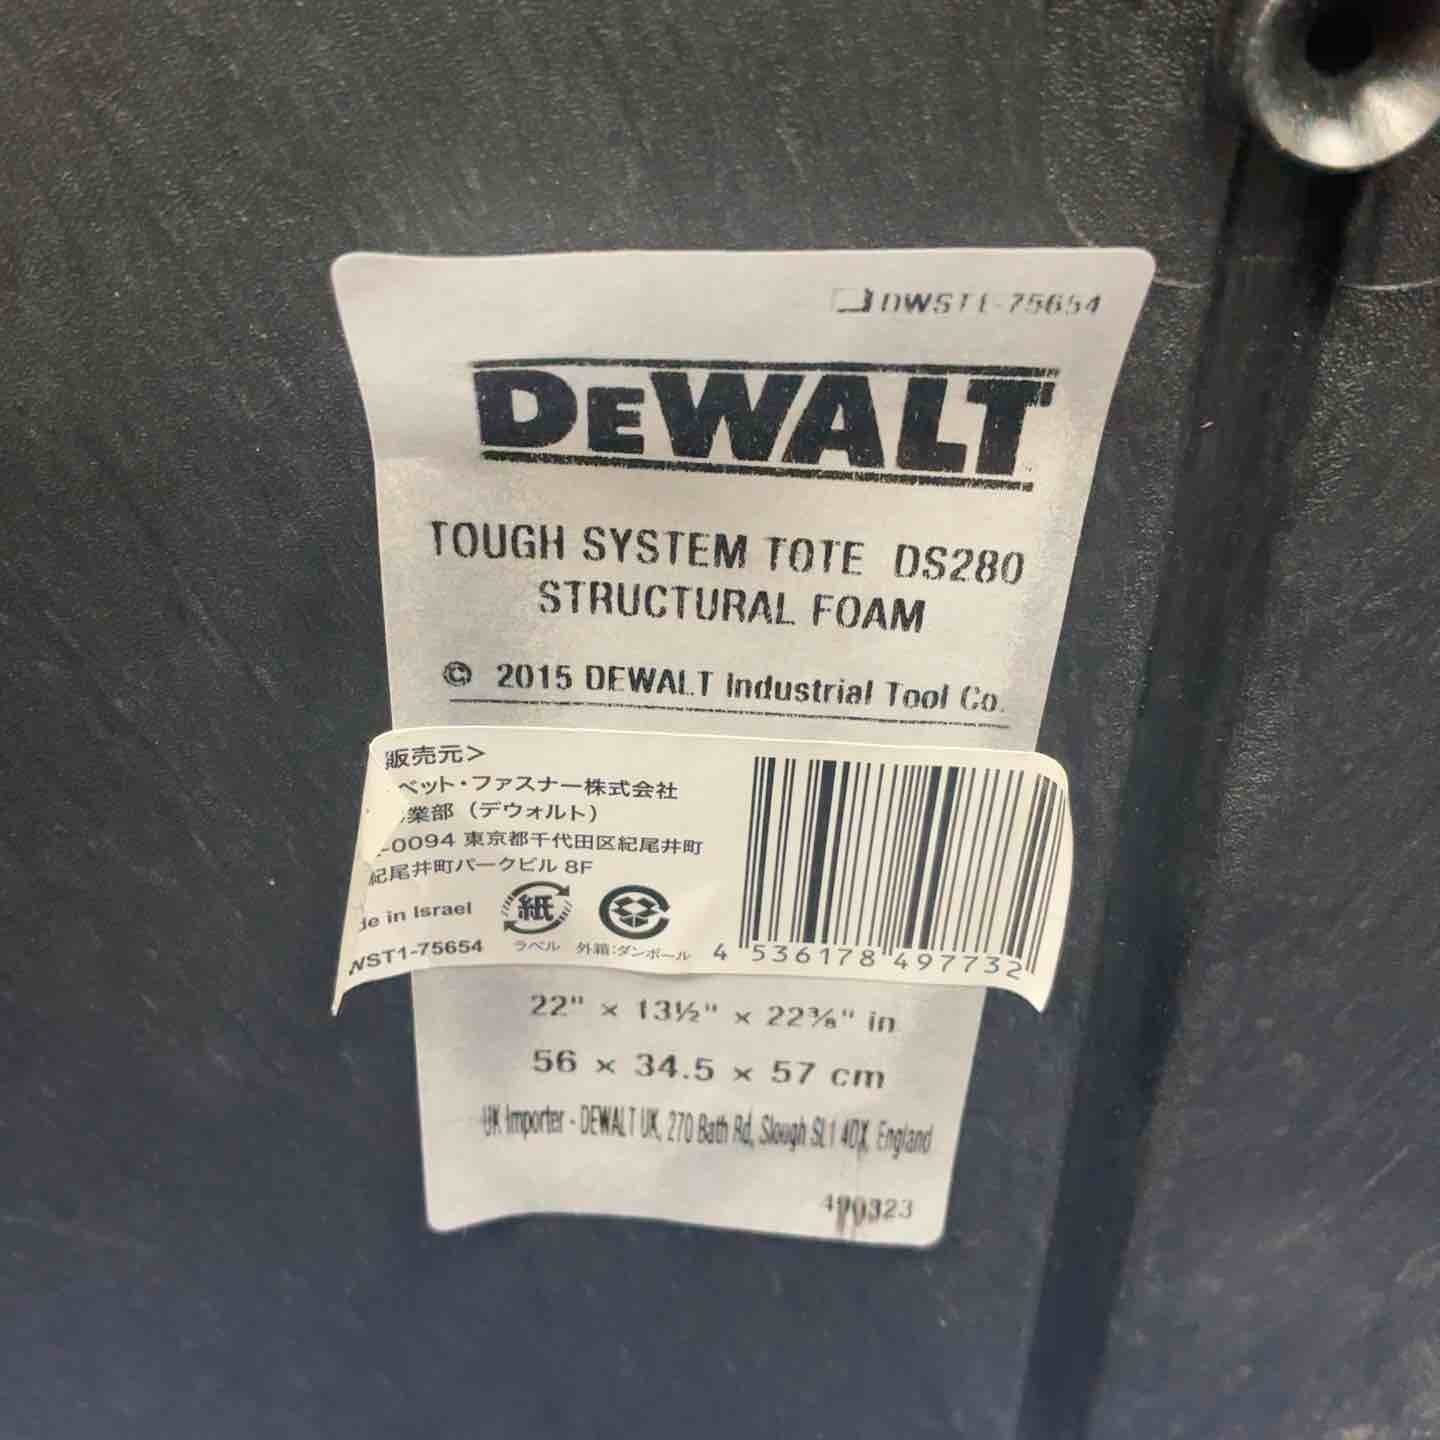 DWST1-75654
DEWALT
TOUGH SYSTEM TOTE DS280
STRUCTURAL FOAM
© 2015 DEWALT Industrial Tool Co.
販売元>
ベット・ファスナー株式会社
業部（デウォルト）
-0094 東京都千代田区紀尾井町
紀尾井町パークビル 8F
de in Israel
WST1-75654
紙
ラベル
外箱:ダンボール
4 536178 497732
22" × 13½" × 22⅜" in
56 × 34.5 × 57 cm
UK Importer - DEWALT UK, 270 Bath Rd, Slough SL1 4DX, England